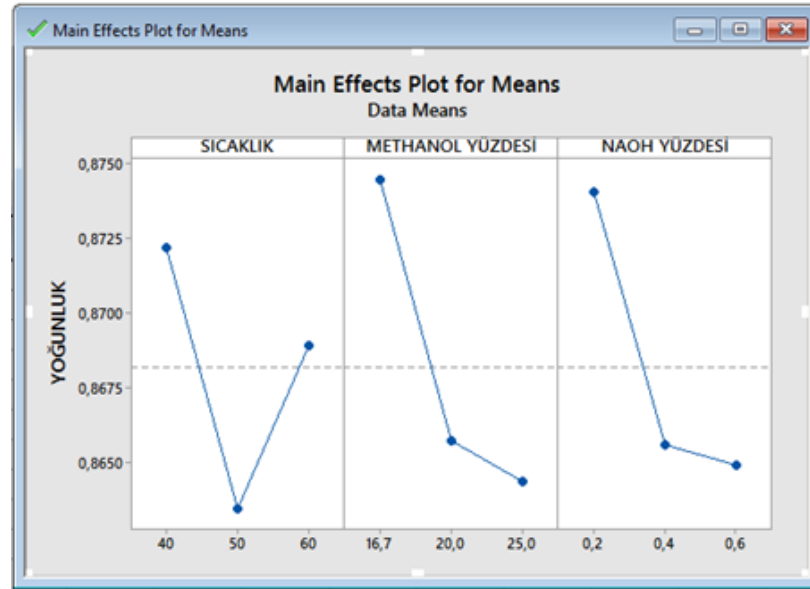 Main Effects Plot for Means
Main Effects Plot for Means
Data Means
SICAKLIK METHANOL YÜZDESİ NAOH YÜZDESİ
YOĞUNLUK
0,8750
0,8725
0,8700
0,8675
0,8650
40 50 60 16,7 20,0 25,0 0,2 0,4 0,6